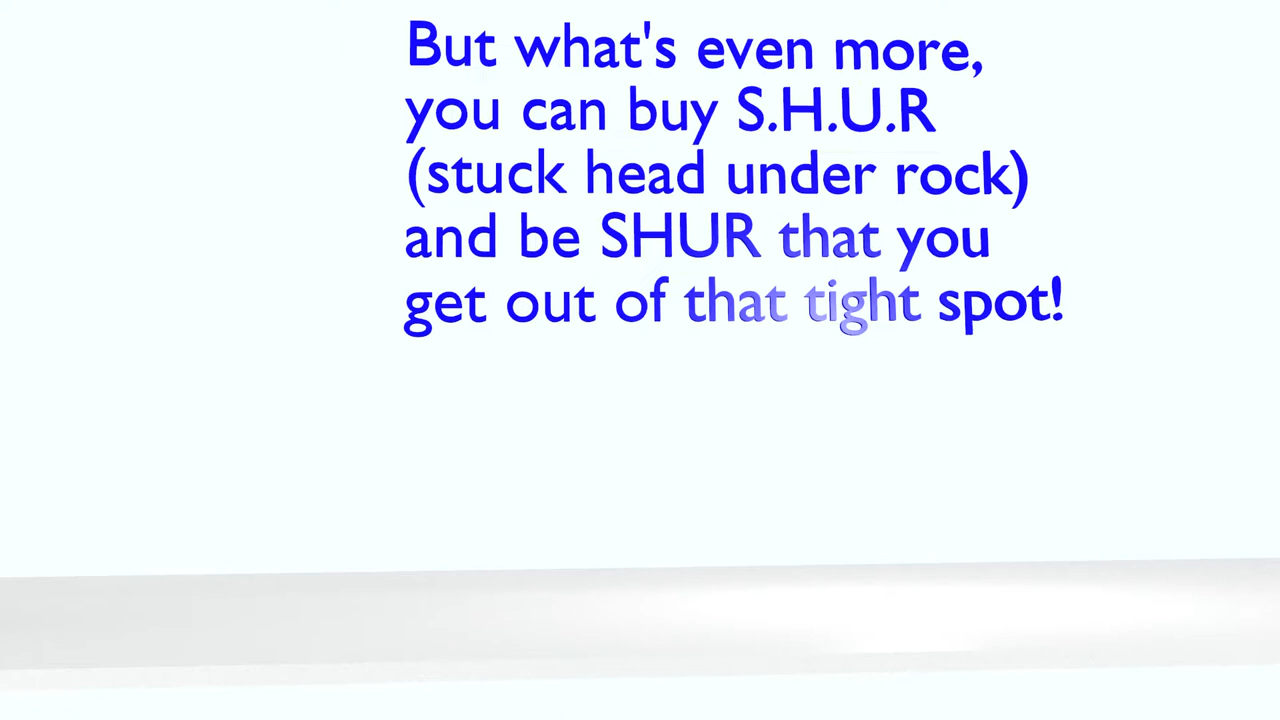 But what's even more,
you can buy S.H.U.R
(stuck head under rock)
and be SHUR that you
get out of that tight spot!